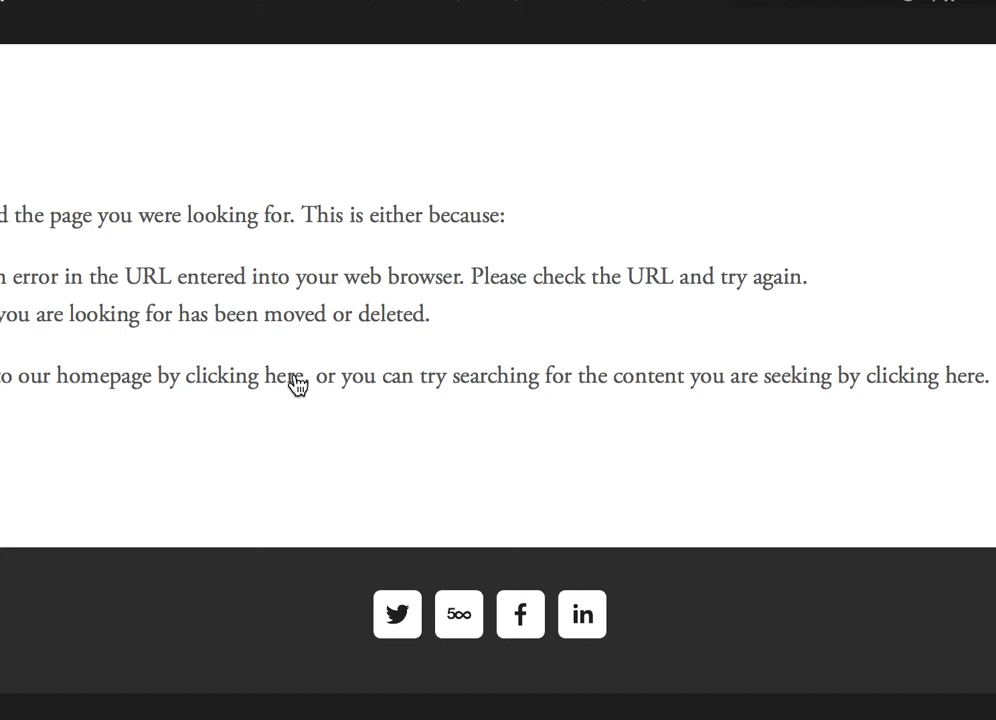 the page you were looking for. This is either because:
error in the URL entered into your web browser. Please check the URL and try again.
you are looking for has been moved or deleted.
to our homepage by clicking here, or you can try searching for the content you are seeking by clicking here.
500
f
in